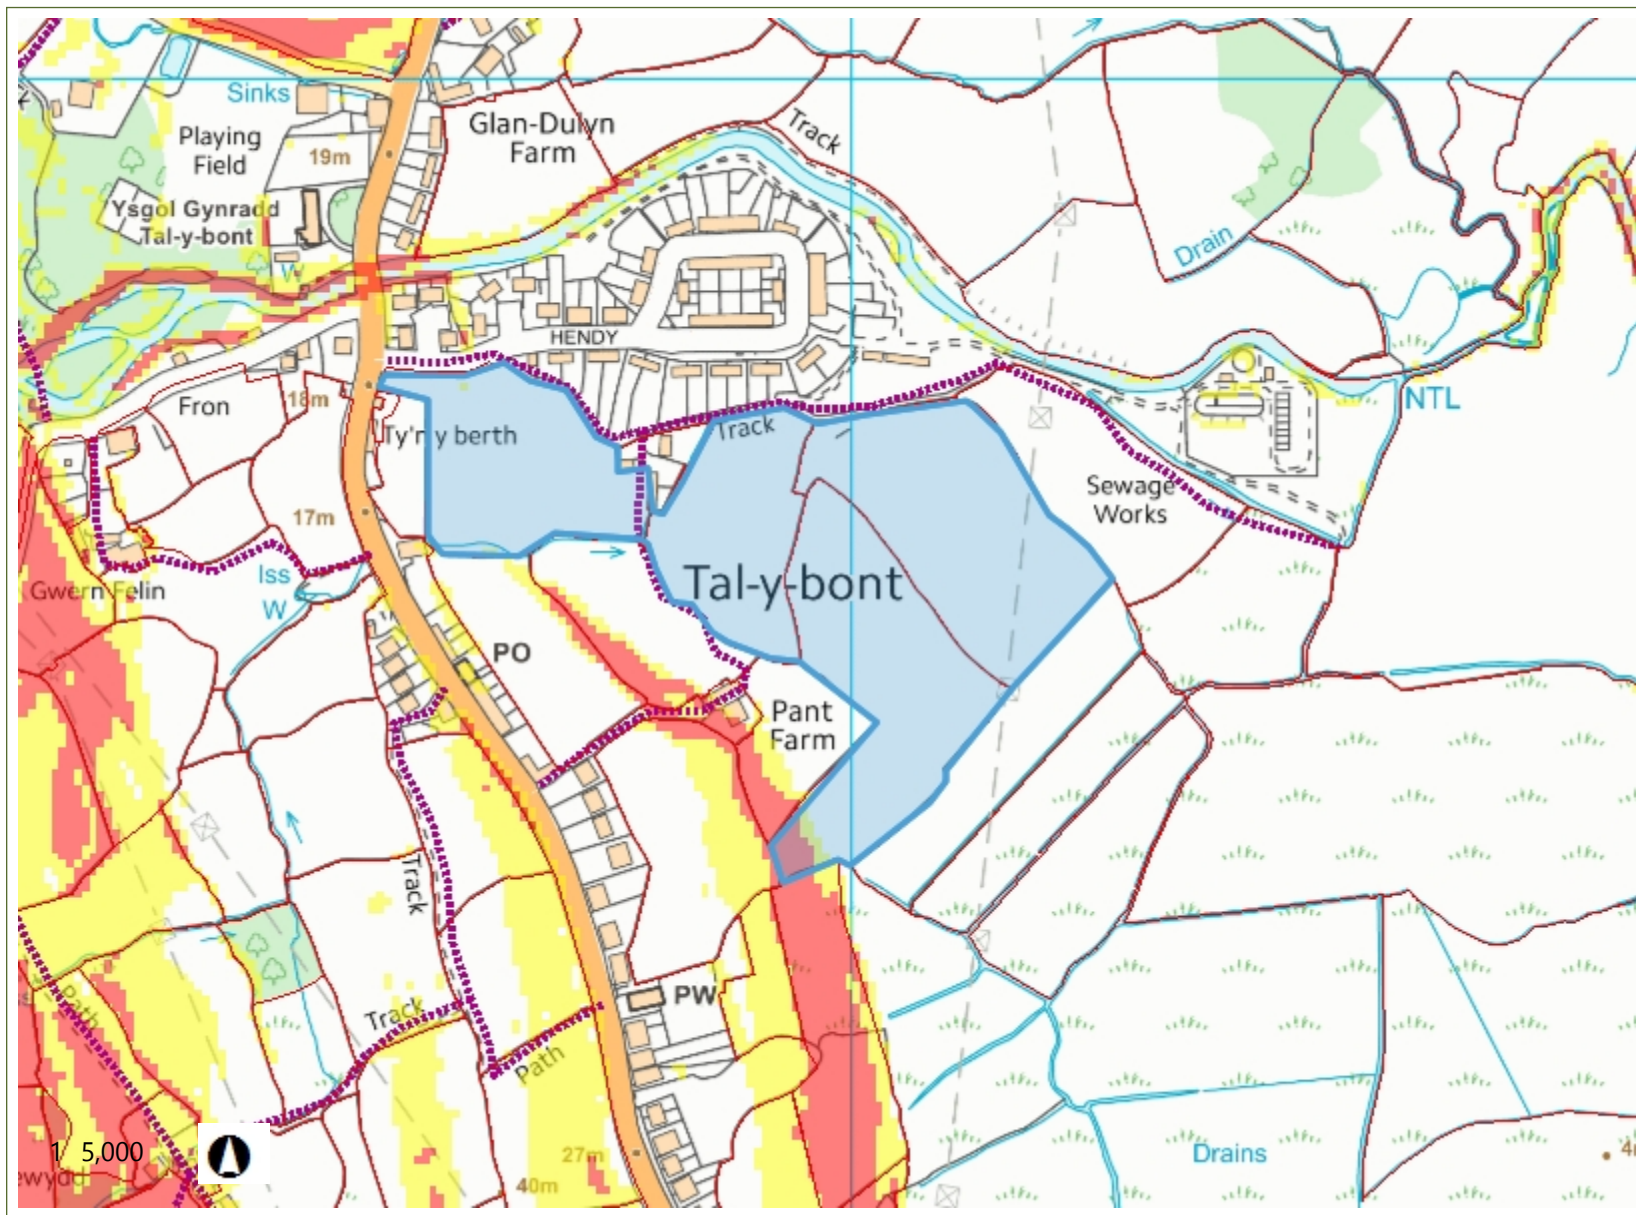 Sinks
Playing
Field
19m
Ysgol Gynradd
Tal-y-bont
W
Glan-Dulyn
Farm
Track
Drain
HENDY
NTL
Fron
18m
Ty'n y berth
Track
Sewage
Works
17m
Iss
W
Gwern Felin
Tal-y-bont
PO
Pant
Farm
Track
Path
Track
PW
Path
1 5,000
ewydd
27m
40m
Drains